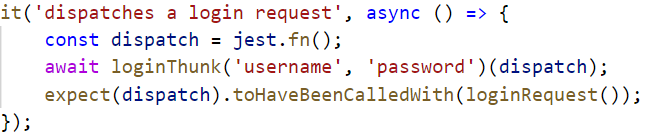 it('dispatches a login request', async () => {
    const dispatch = jest.fn();
    await loginThunk('username', 'password')(dispatch);
    expect(dispatch).toHaveBeenCalledWith(loginRequest());
});